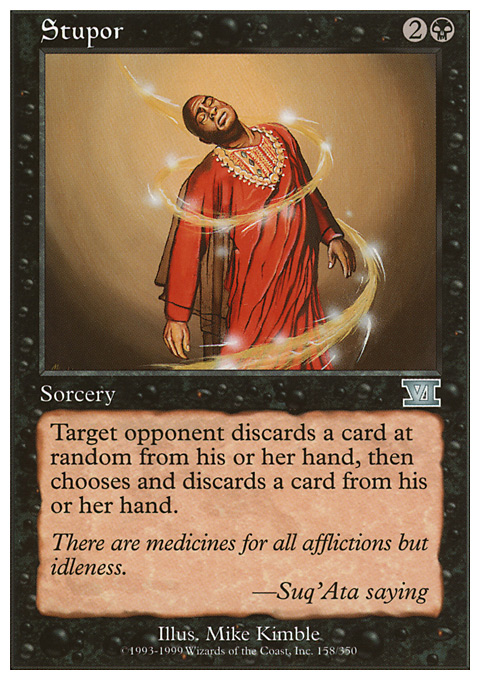 Stupor
2
Sorcery
VI
Target opponent discards a card at
random from his or her hand, then
chooses and discards a card from his
or her hand.
There are medicines for all afflictions but
idleness.
—Suq'Ata saying
Illus. Mike Kimble
©1993-1999 Wizards of the Coast, Inc. 158/350